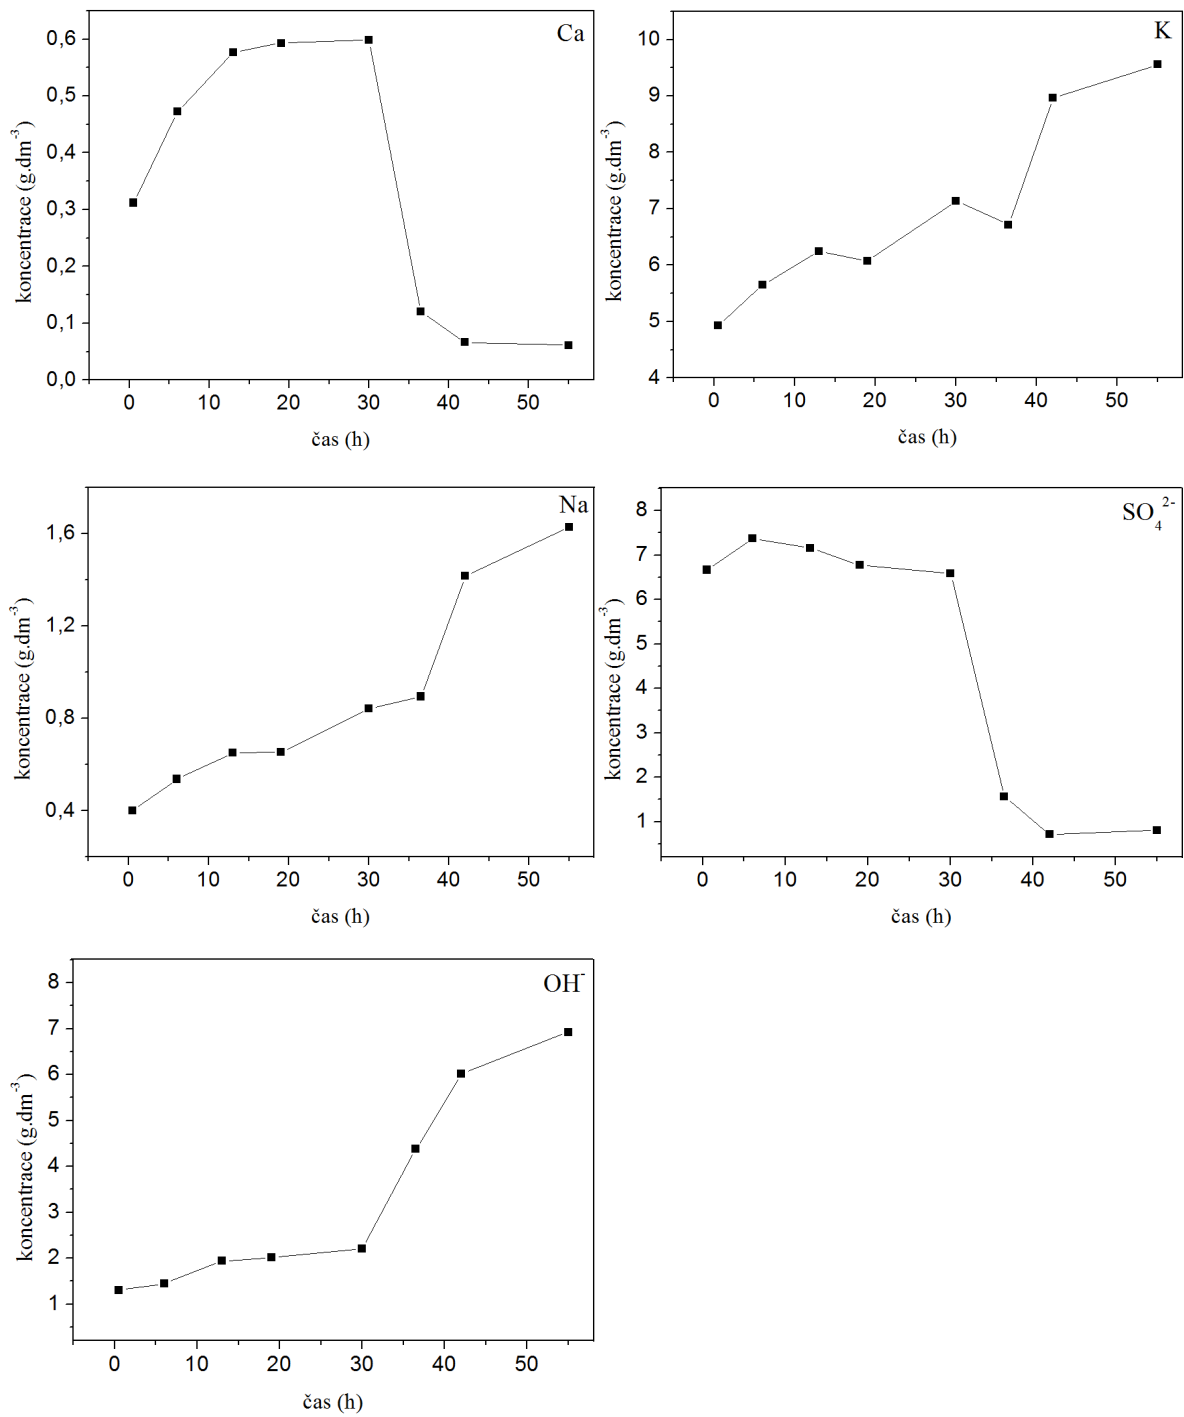 Ca
koncentrace (g.dm⁻³)
0,6
0,5
0,4
0,3
0,2
0,1
0,0
0 10 20 30 40 50
čas (h)
K
koncentrace (g.dm⁻³)
10
9
8
7
6
5
4
0 10 20 30 40 50
čas (h)
Na
koncentrace (g.dm⁻³)
1,6
1,2
0,8
0,4
0 10 20 30 40 50
čas (h)
SO₄²⁻
koncentrace (g.dm⁻³)
8
7
6
5
4
3
2
1
0 10 20 30 40 50
čas (h)
OH⁻
koncentrace (g.dm⁻³)
8
7
6
5
4
3
2
1
0 10 20 30 40 50
čas (h)